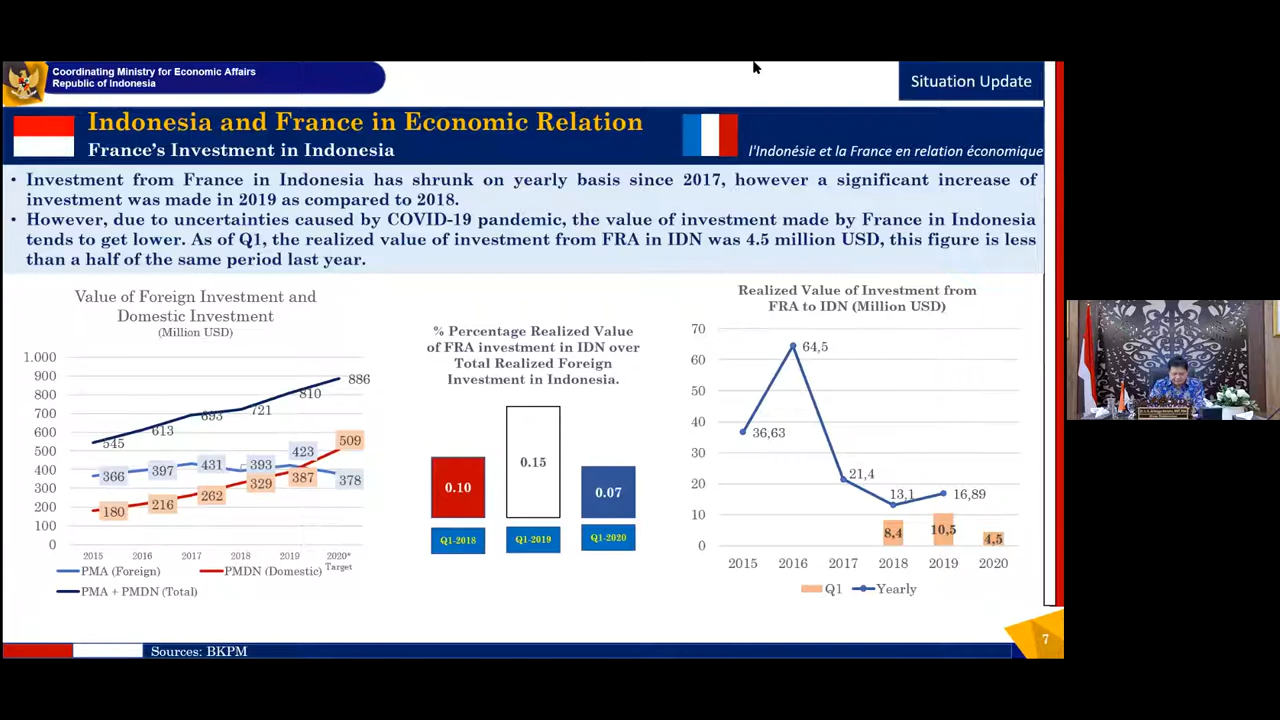 Coordinating Ministry for Economic Affairs
Republic of Indonesia
Situation Update
Indonesia and France in Economic Relation
France's Investment in Indonesia
l'Indonésie et la France en relation économique
• Investment from France in Indonesia has shrunk on yearly basis since 2017, however a significant increase of
investment was made in 2019 as compared to 2018.
• However, due to uncertainties caused by COVID-19 pandemic, the value of investment made by France in Indonesia
tends to get lower. As of Q1, the realized value of investment from FRA in IDN was 4.5 million USD, this figure is less
than a half of the same period last year.
Value of Foreign Investment and
Domestic Investment
(Million USD)
1.000
900
800
700
600
500
400
300
200
100
0
545
613
693
721
810
886
366
397
431
393
423
378
180
216
262
329
387
509
2015
2016
2017
2018
2019
2020*
Target
PMA (Foreign)
PMDN (Domestic)
PMA + PMDN (Total)
% Percentage Realized Value
of FRA investment in IDN over
Total Realized Foreign
Investment in Indonesia.
0.10
0.15
0.07
Q1-2018
Q1-2019
Q1-2020
Realized Value of Investment from
FRA to IDN (Million USD)
70
60
50
40
30
20
10
0
36,63
64,5
21,4
13,1
16,89
8,4
10,5
4,5
2015
2016
2017
2018
2019
2020
Q1
Yearly
7
Sources: BKPM